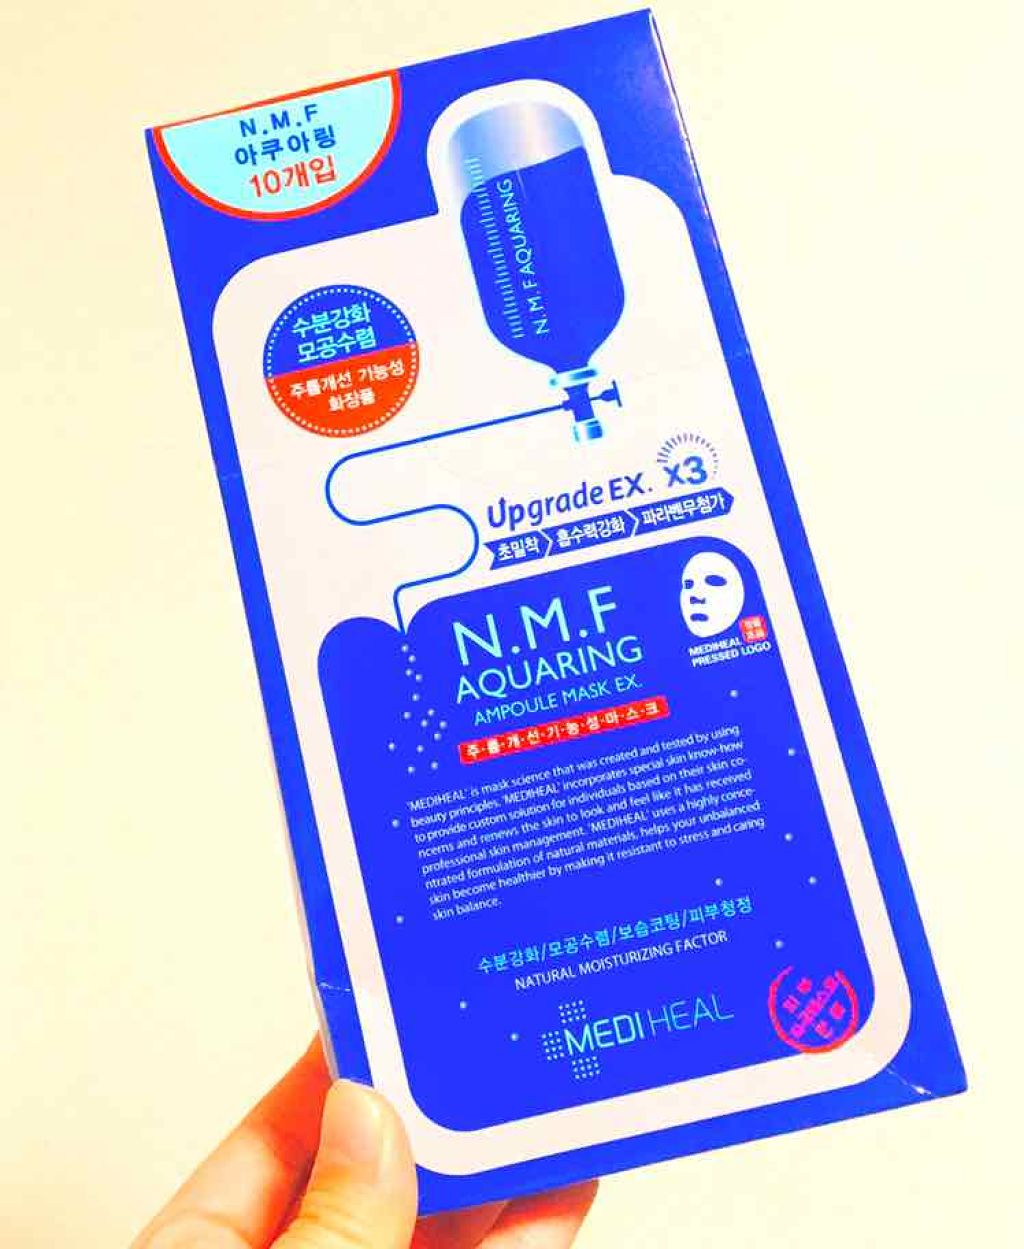 N.M.F
아쿠아링
10개입
N.M.F AQUARING
수분강화
모공수렴
주름개선 기능성
화장품
Upgrade EX. x3
초밀착 흡수력강화 파라벤무첨가
N.M.F
AQUARING
AMPOULE MASK EX.
주·름·개·선·기·능·성·마·스·크
MEDIHEAL
PRESSED LOGO
'MEDIHEAL' is mask science that was created and tested by using
beauty principles. 'MEDIHEAL' incorporates special skin know-how
to provide custom solution for individuals based on their skin co-
ncerns and renews the skin to look and feel like it has received
professional skin management. 'MEDIHEAL' uses a highly conce-
ntrated formulation of natural materials, helps your unbalanced
skin become healthier by making it resistant to stress and caring
skin balance.
수분강화/모공수렴/보습코팅/피부청정
NATURAL MOISTURIZING FACTOR
MEDIHEAL